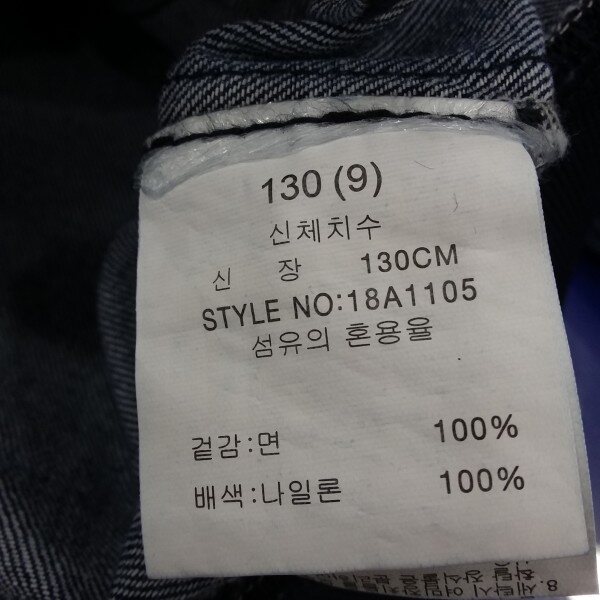 130 (9)
신체치수
신 장 130CM
STYLE NO:18A1105
섬유의 혼용율
겉감:면 100%
배색:나일론 100%